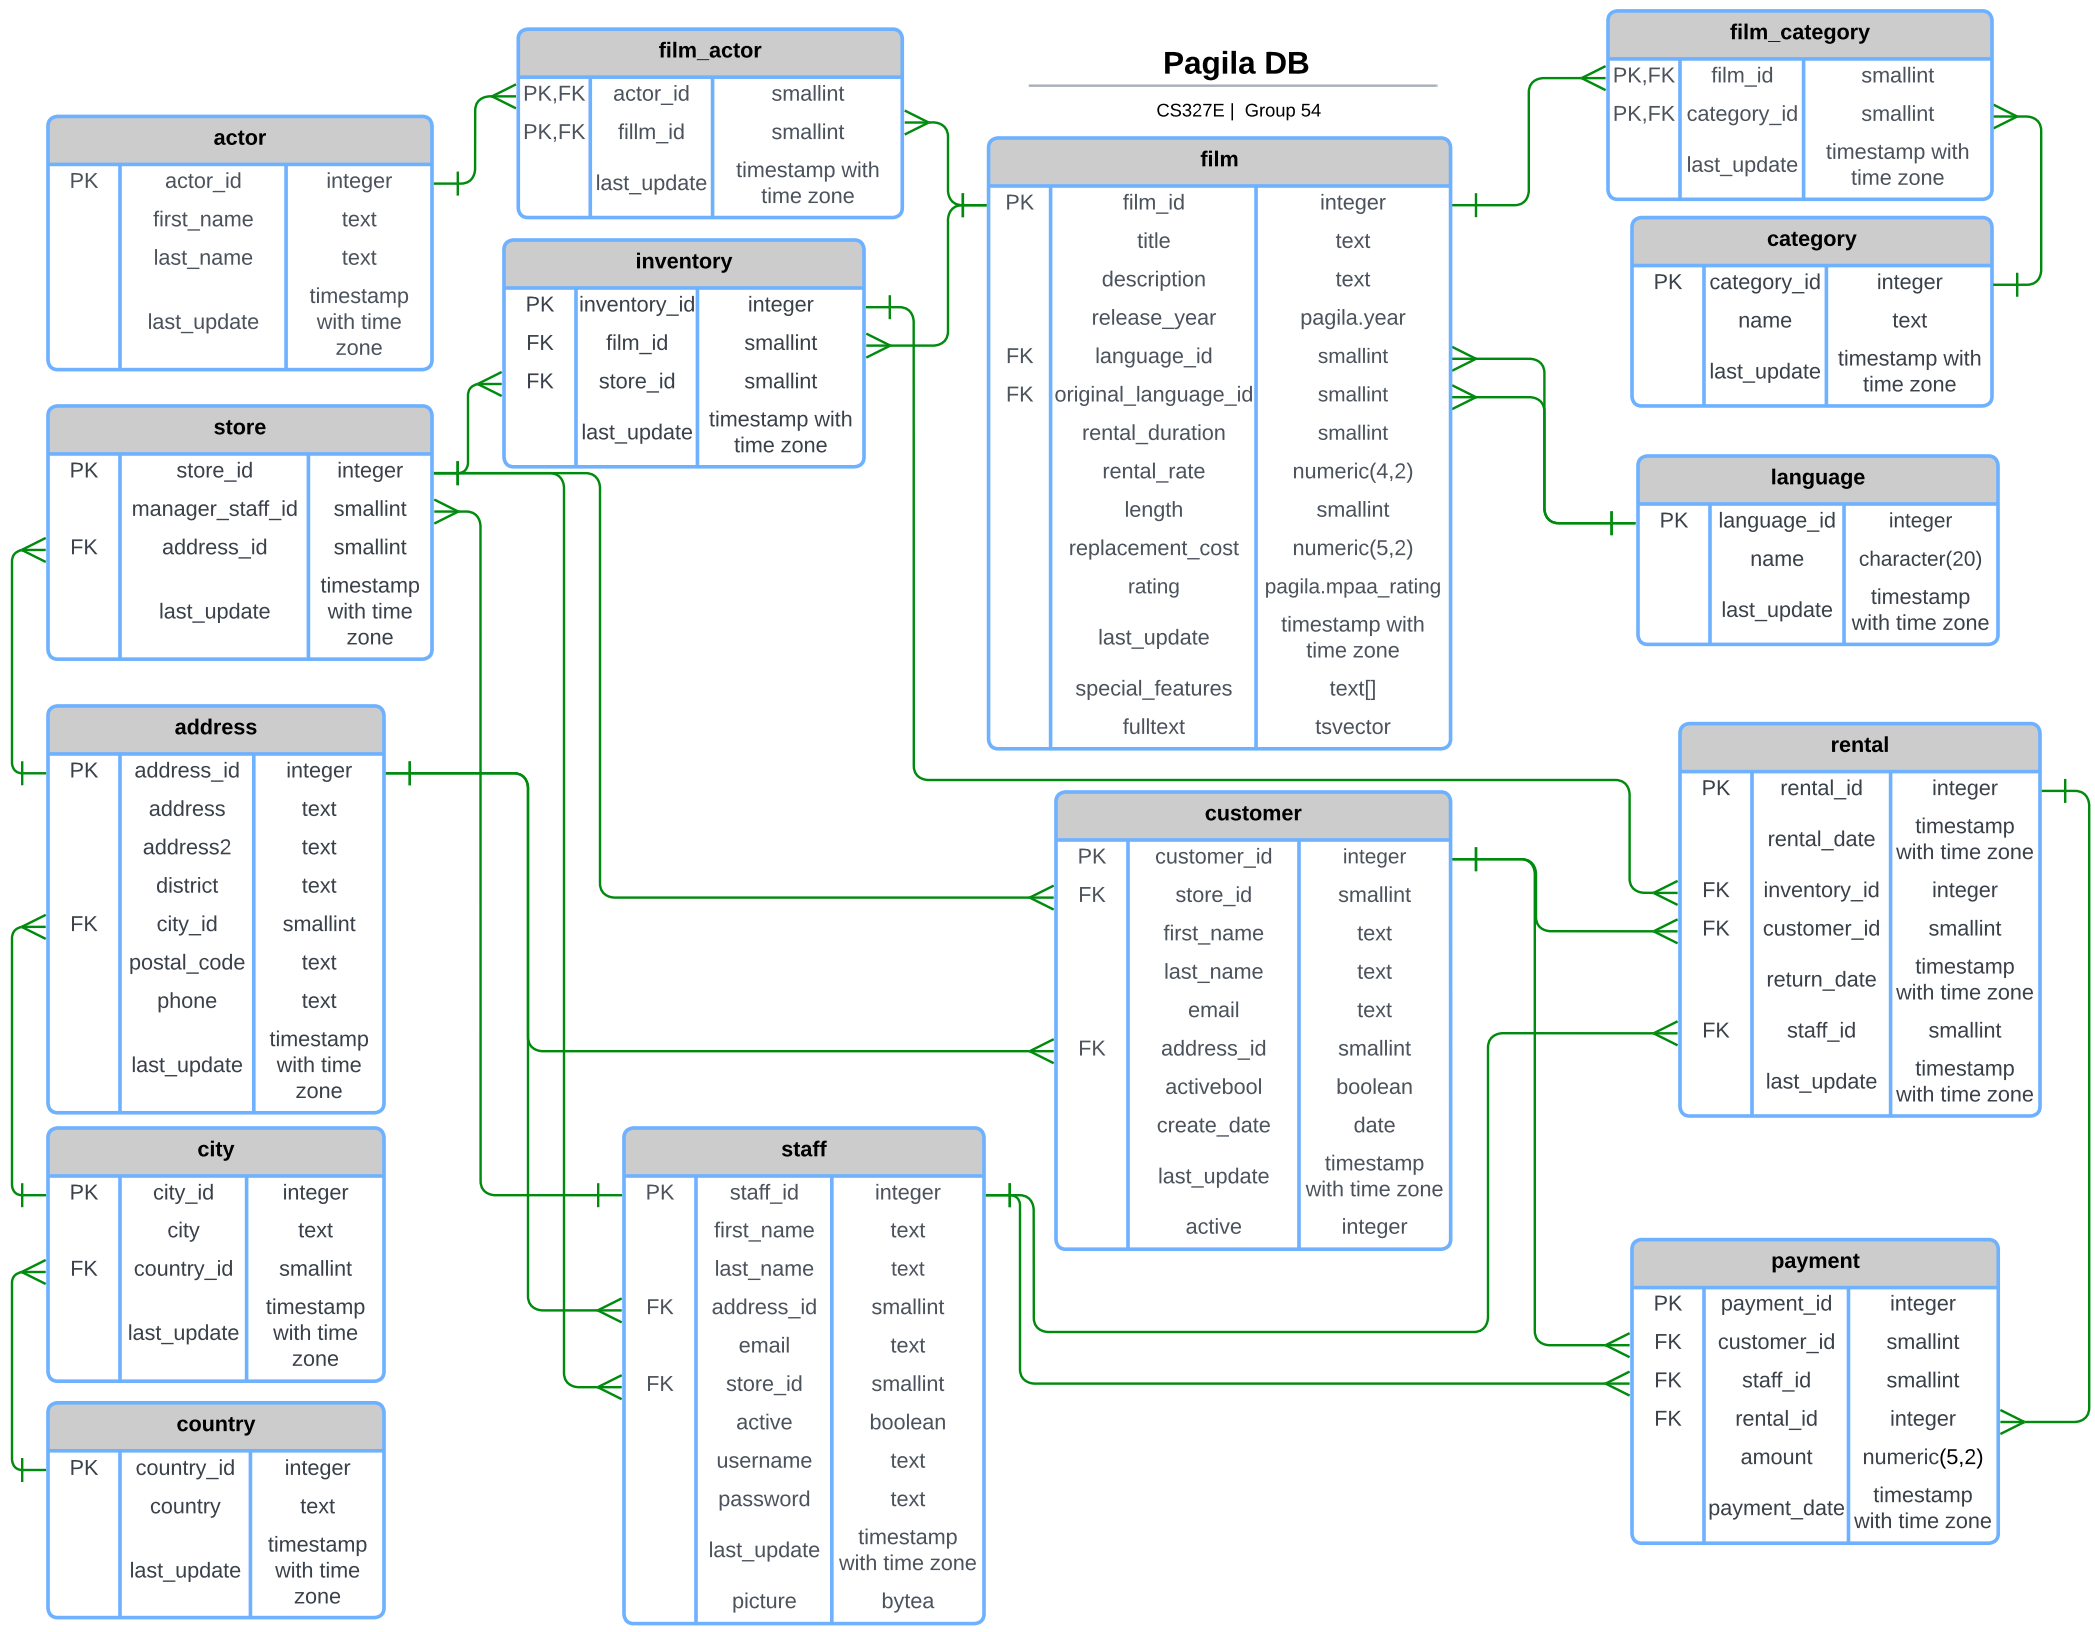 Pagila DB
CS327E | Group 54
actor
PK actor_id integer
first_name text
last_name text
last_update timestamp with time zone
film_actor
PK,FK actor_id smallint
PK,FK fillm_id smallint
last_update timestamp with time zone
inventory
PK inventory_id integer
FK film_id smallint
FK store_id smallint
last_update timestamp with time zone
film
PK film_id integer
title text
description text
release_year pagila.year
FK language_id smallint
FK original_language_id smallint
rental_duration smallint
rental_rate numeric(4,2)
length smallint
replacement_cost numeric(5,2)
rating pagila.mpaa_rating
last_update timestamp with time zone
special_features text[]
fulltext tsvector
film_category
PK,FK film_id smallint
PK,FK category_id smallint
last_update timestamp with time zone
category
PK category_id integer
name text
last_update timestamp with time zone
language
PK language_id integer
name character(20)
last_update timestamp with time zone
store
PK store_id integer
manager_staff_id smallint
FK address_id smallint
last_update timestamp with time zone
address
PK address_id integer
address text
address2 text
district text
FK city_id smallint
postal_code text
phone text
last_update timestamp with time zone
city
PK city_id integer
city text
FK country_id smallint
last_update timestamp with time zone
country
PK country_id integer
country text
last_update timestamp with time zone
staff
PK staff_id integer
first_name text
last_name text
FK address_id smallint
email text
FK store_id smallint
active boolean
username text
password text
last_update timestamp with time zone
picture bytea
customer
PK customer_id integer
FK store_id smallint
first_name text
last_name text
email text
FK address_id smallint
activebool boolean
create_date date
last_update timestamp with time zone
active integer
rental
PK rental_id integer
rental_date timestamp with time zone
FK inventory_id integer
FK customer_id smallint
return_date timestamp with time zone
FK staff_id smallint
last_update timestamp with time zone
payment
PK payment_id integer
FK customer_id smallint
FK staff_id smallint
FK rental_id integer
amount numeric(5,2)
payment_date timestamp with time zone